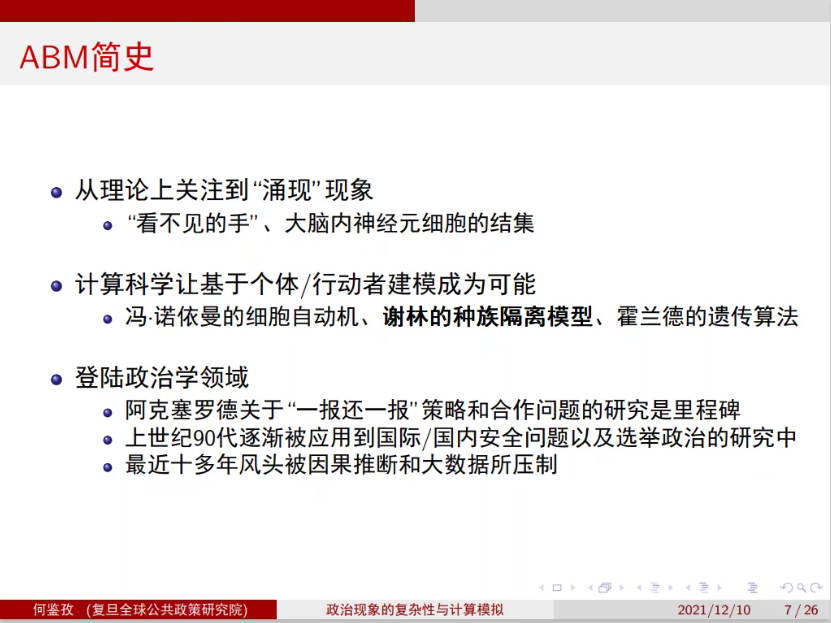 ABM简史
从理论上关注到“涌现”现象
“看不见的手”、大脑内神经元细胞的结集
计算科学让基于个体/行动者建模成为可能
冯·诺依曼的细胞自动机、谢林的种族隔离模型、霍兰德的遗传算法
登陆政治学领域
阿克塞罗德关于“一报还一报”策略和合作问题的研究是里程碑
上世纪90代逐渐被应用到国际/国内安全问题以及选举政治的研究中
最近十多年风头被因果推断和大数据所压制
何鉴孜 (复旦全球公共政策研究院) 政治现象的复杂性与计算模拟 2021/12/10 7 / 26